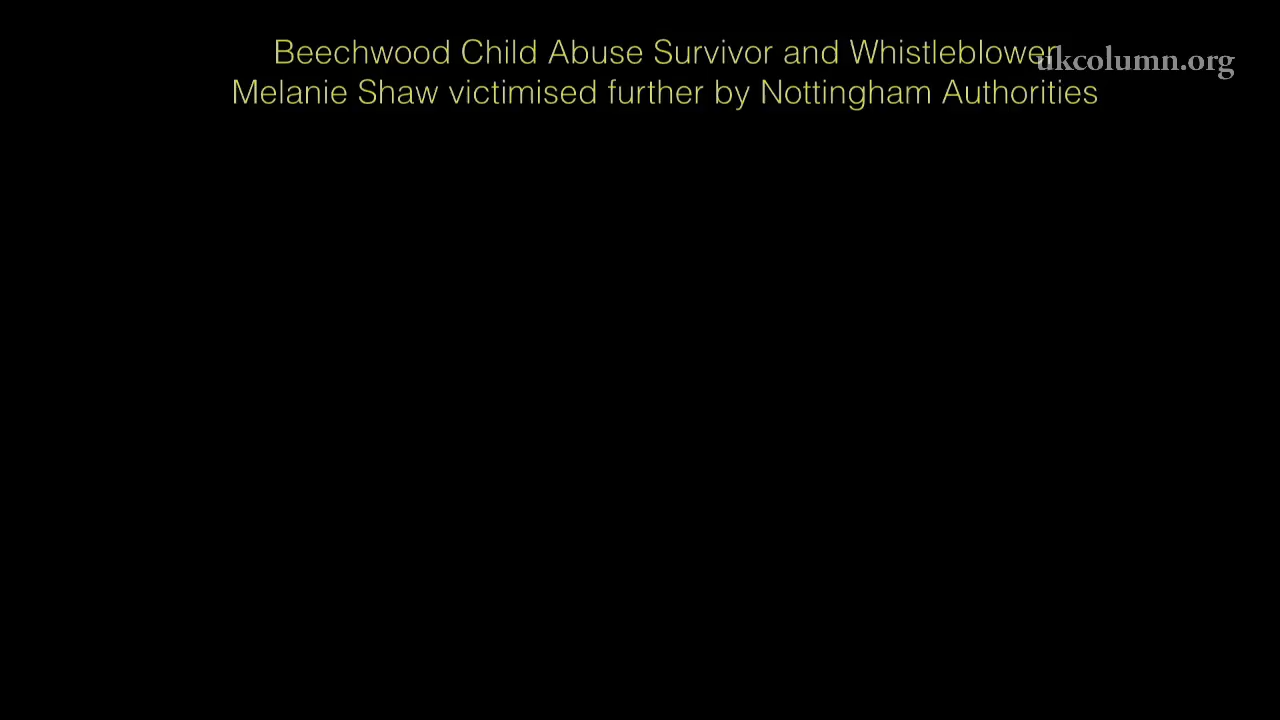 Beechwood Child Abuse Survivor and Whistleblower
ukcolumn.org
Melanie Shaw victimised further by Nottingham Authorities